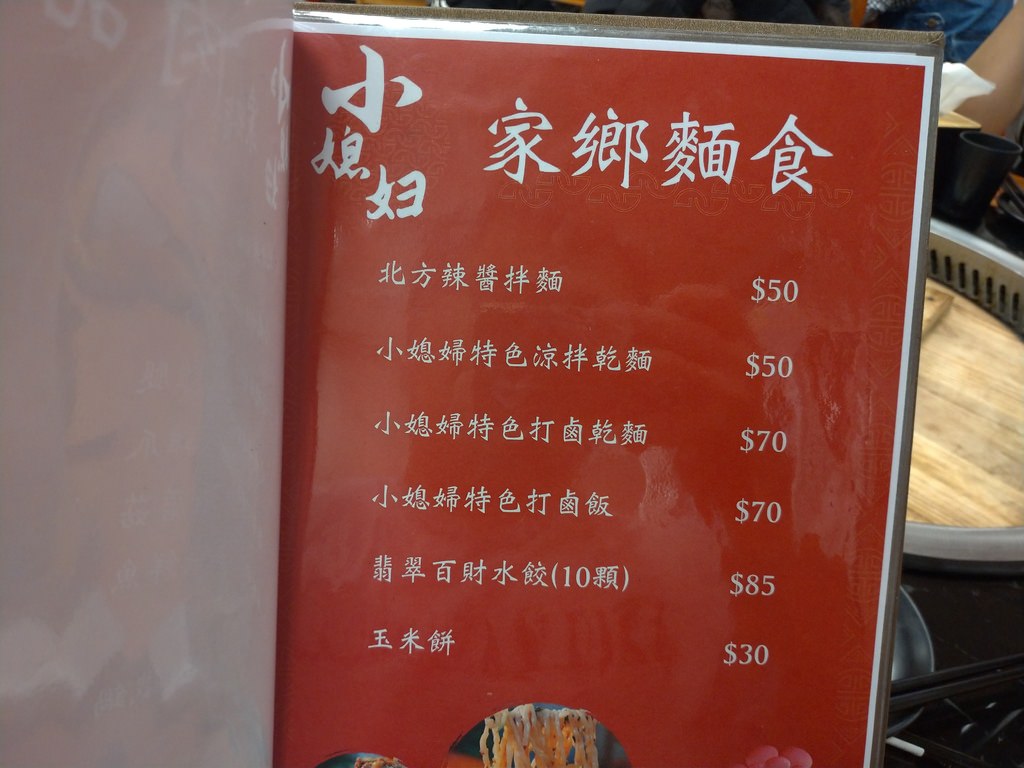 小媳妇
家鄉麵食
北方辣醬拌麵 $50
小媳婦特色涼拌乾麵 $50
小媳婦特色打鹵乾麵 $70
小媳婦特色打鹵飯 $70
翡翠百財水餃(10顆) $85
玉米餅 $30